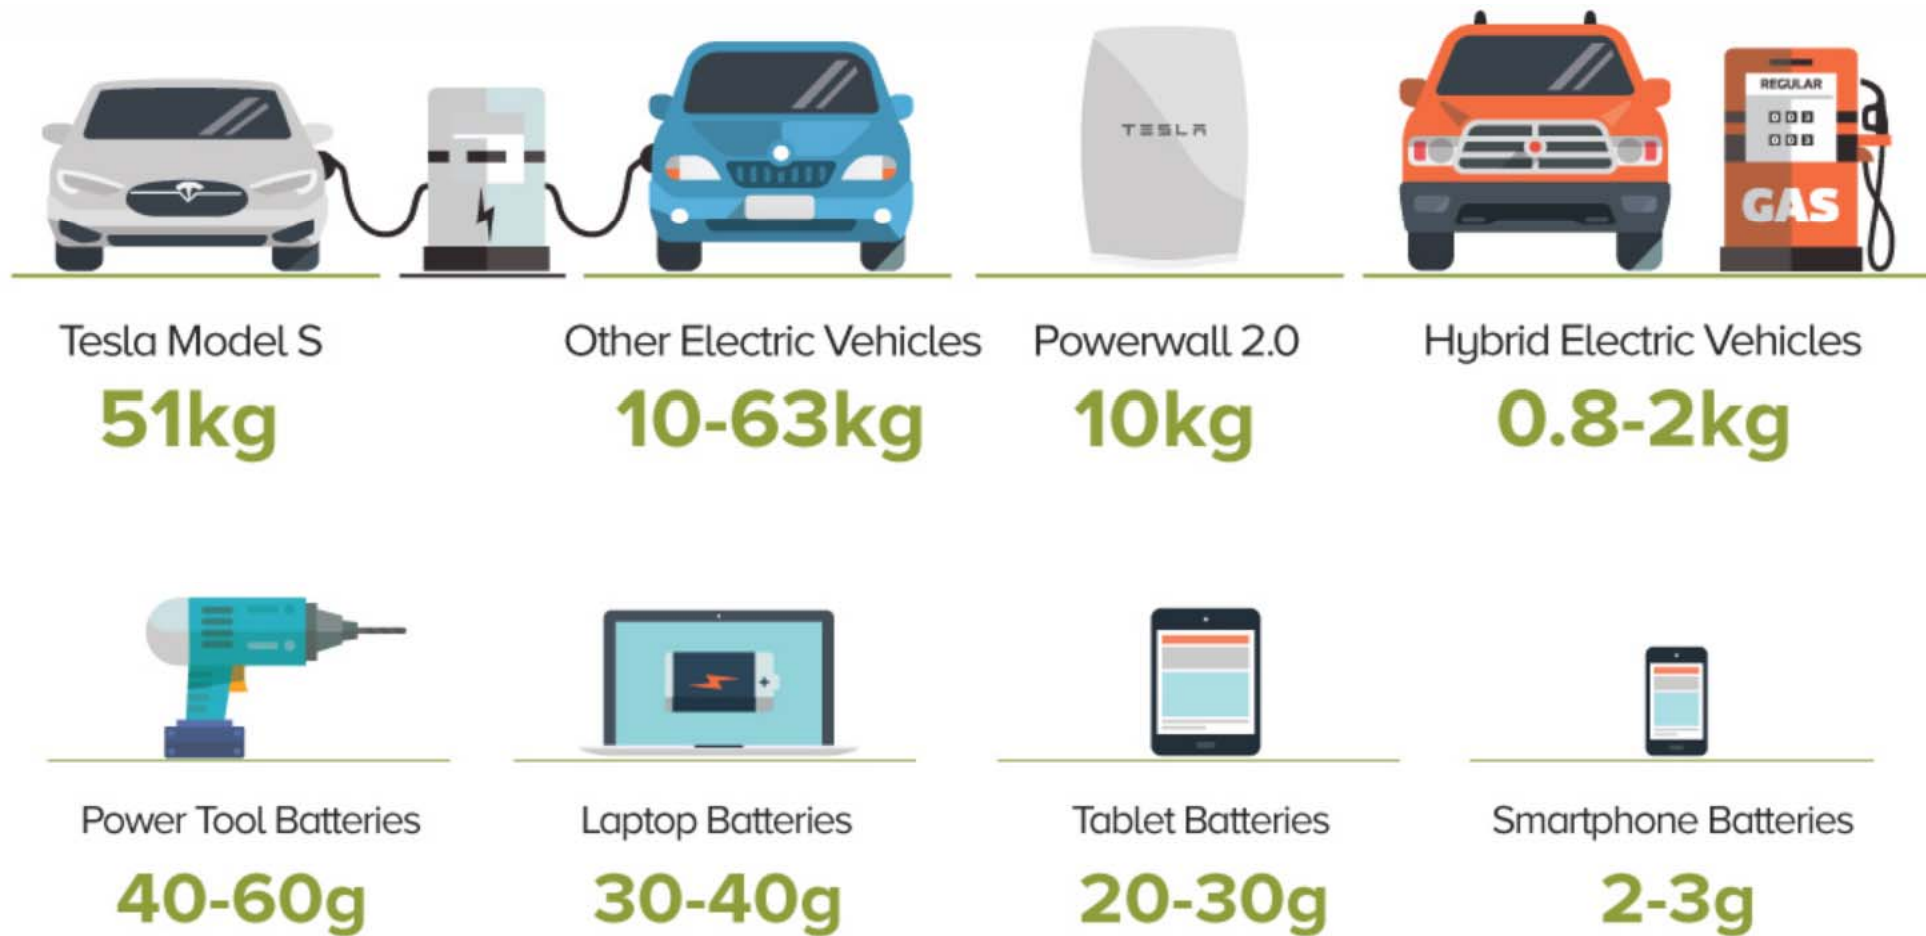 TESLA
REGULAR
003
003
GAS
Tesla Model S
Other Electric Vehicles
Powerwall 2.0
Hybrid Electric Vehicles
51kg
10-63kg
10kg
0.8-2kg
Power Tool Batteries
Laptop Batteries
Tablet Batteries
Smartphone Batteries
40-60g
30-40g
20-30g
2-3g